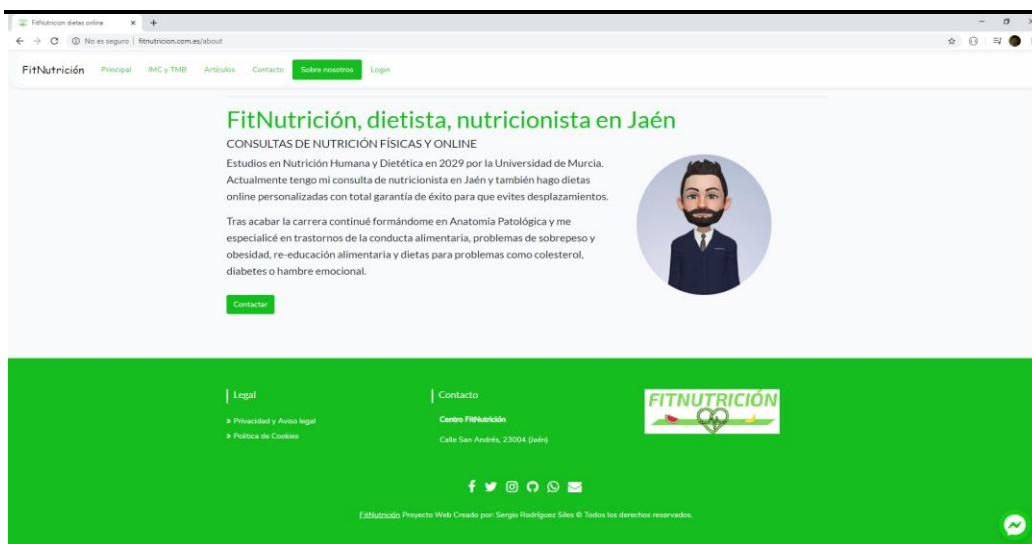 FitNutricion dietas online
No es seguro | fitnutricion.com.es/about
FitNutrición Principal IMC y TMB Artículos Contacto Sobre nosotros Login
FitNutrición, dietista, nutricionista en Jaén
CONSULTAS DE NUTRICIÓN FÍSICAS Y ONLINE
Estudios en Nutrición Humana y Dietética en 2029 por la Universidad de Murcia.
Actualmente tengo mi consulta de nutricionista en Jaén y también hago dietas
online personalizadas con total garantía de éxito para que evites desplazamientos.
Tras acabar la carrera continué formándome en Anatomía Patológica y me
especialicé en trastornos de la conducta alimentaria, problemas de sobrepeso y
obesidad, re-educación alimentaria y dietas para problemas como colesterol,
diabetes o hambre emocional.
Contactar
Legal
» Privacidad y Aviso legal
» Política de Cookies
Contacto
Centro FitNutrición
Calle San Andrés, 23004 (Jaén)
FITNUTRICIÓN
FitNutrición Proyecto Web Creado por: Sergio Rodríguez Siles © Todos los derechos reservados.